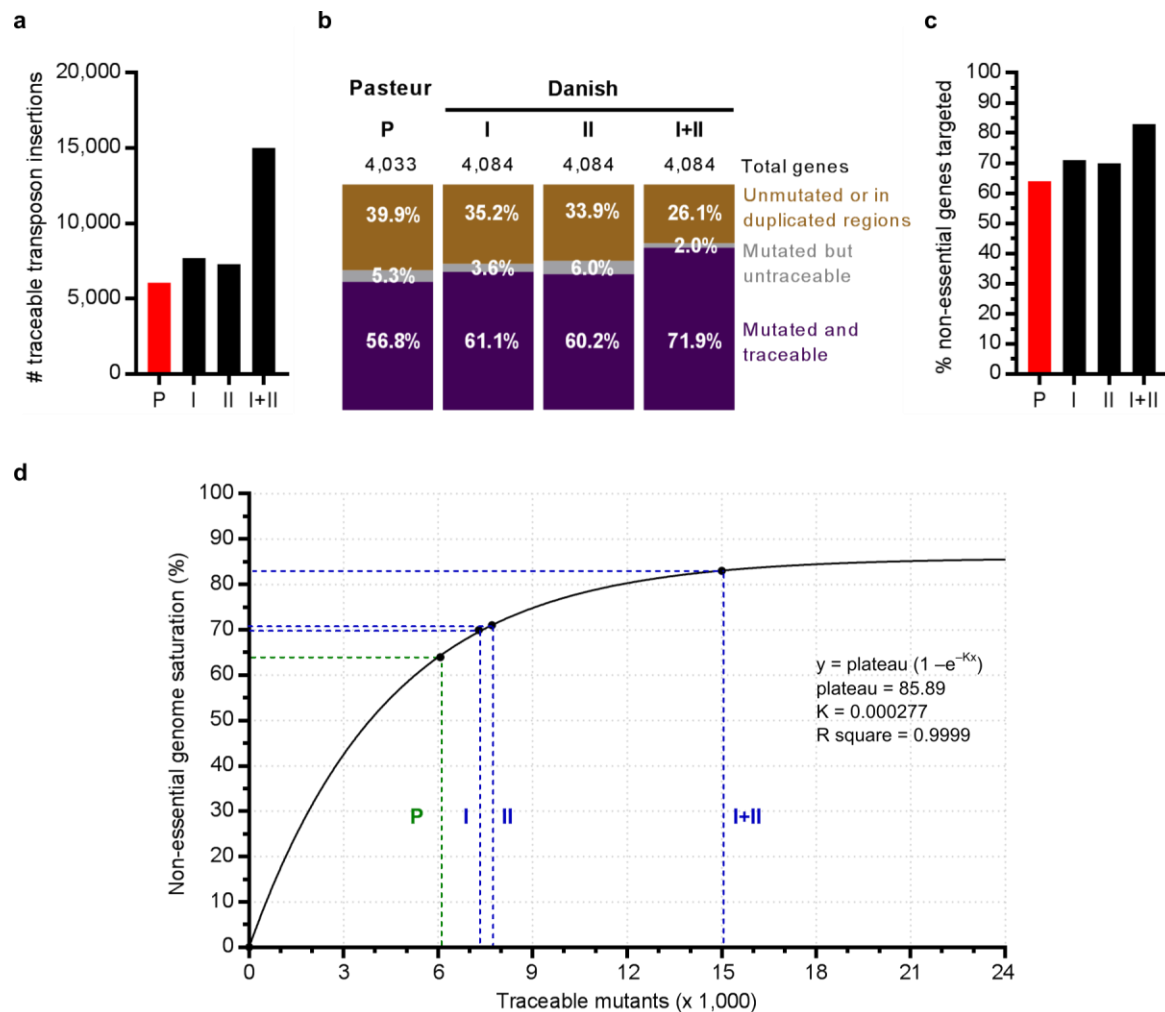 a
# traceable transposon insertions
20,000
15,000
10,000
5,000
0
P I II I+II
b
Pasteur Danish
P I II I+II
4,033 4,084 4,084 4,084 Total genes
39.9% 35.2% 33.9% 26.1%
Unmutated or in
duplicated regions
5.3% 3.6% 6.0% 2.0%
Mutated but
untraceable
56.8% 61.1% 60.2% 71.9%
Mutated and
traceable
c
% non-essential genes targeted
100
90
80
70
60
50
40
30
20
10
0
P I II I+II
d
Non-essential genome saturation (%)
100
90
80
70
60
50
40
30
20
10
0
y = plateau (1 –e–Kx)
plateau = 85.89
K = 0.000277
R square = 0.9999
P I II I+II
0 3 6 9 12 15 18 21 24
Traceable mutants (x 1,000)